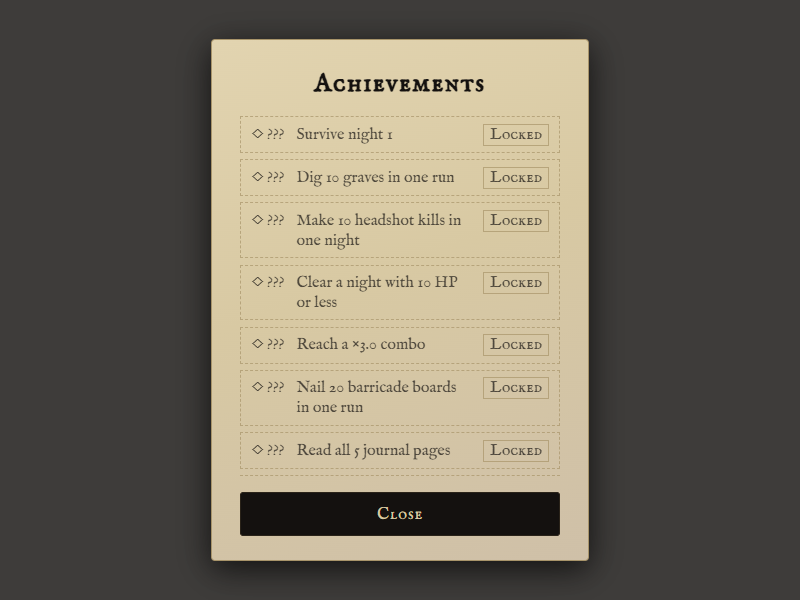 Achievements
◇ ??? Survive night 1 Locked
◇ ??? Dig 10 graves in one run Locked
◇ ??? Make 10 headshot kills in Locked
one night
◇ ??? Clear a night with 10 HP Locked
or less
◇ ??? Reach a ×3.0 combo Locked
◇ ??? Nail 20 barricade boards Locked
in one run
◇ ??? Read all 5 journal pages Locked
Close